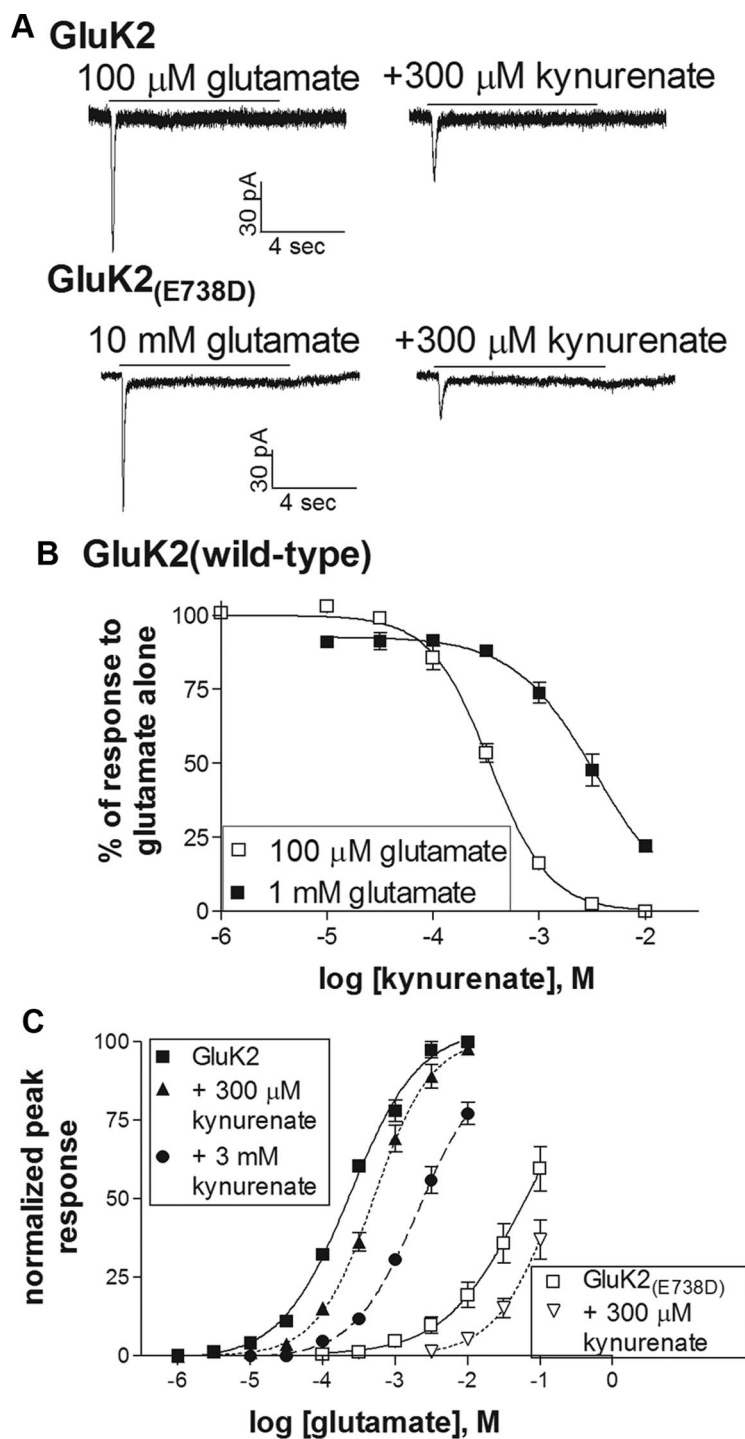 A
GluK2
100 μM glutamate
+300 μM kynurenate
30 pA
4 sec
GluK2(E738D)
10 mM glutamate
+300 μM kynurenate
30 pA
4 sec
B GluK2(wild-type)
% of response to
glutamate alone
100
75
50
25
0
100 μM glutamate
1 mM glutamate
-6 -5 -4 -3 -2
log [kynurenate], M
C
normalized peak
response
100
75
50
25
0
GluK2
+ 300 μM
kynurenate
+ 3 mM
kynurenate
GluK2(E738D)
+ 300 μM
kynurenate
-6 -5 -4 -3 -2 -1 0
log [glutamate], M